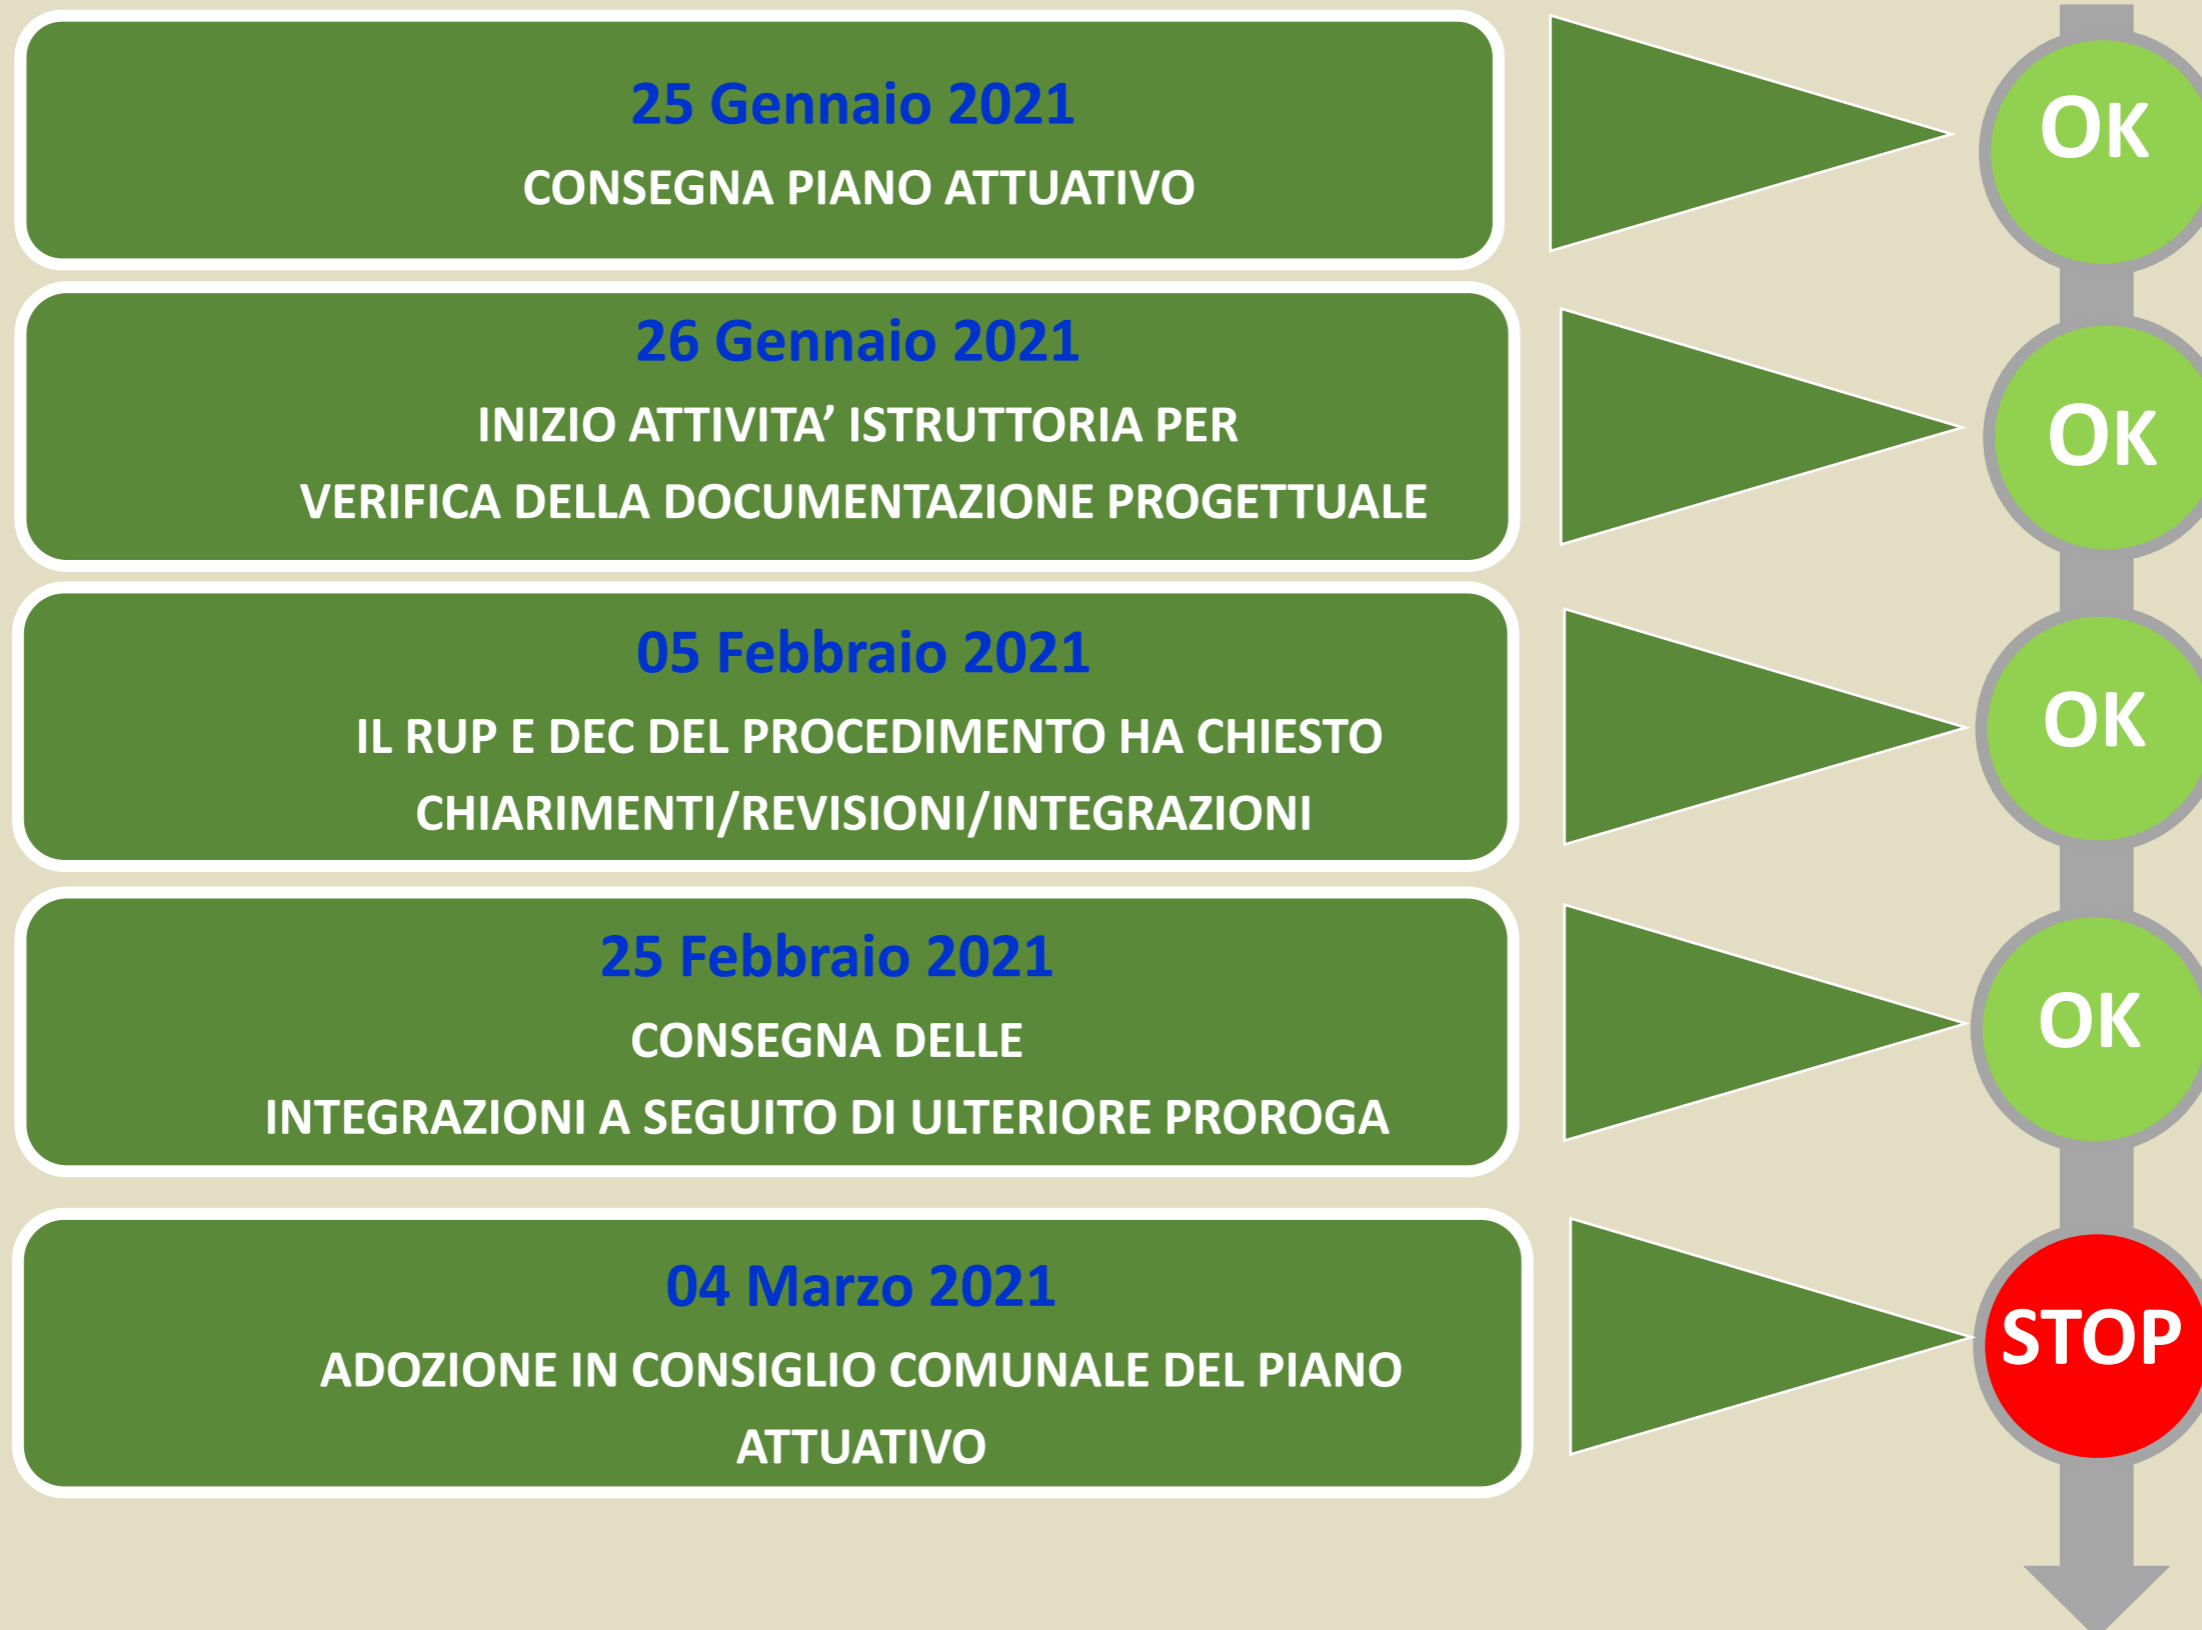 25 Gennaio 2021
CONSEGNA PIANO ATTUATIVO
OK
26 Gennaio 2021
INIZIO ATTIVITA’ ISTRUTTORIA PER
VERIFICA DELLA DOCUMENTAZIONE PROGETTUALE
OK
05 Febbraio 2021
IL RUP E DEC DEL PROCEDIMENTO HA CHIESTO
CHIARIMENTI/REVISIONI/INTEGRAZIONI
OK
25 Febbraio 2021
CONSEGNA DELLE
INTEGRAZIONI A SEGUITO DI ULTERIORE PROROGA
OK
04 Marzo 2021
ADOZIONE IN CONSIGLIO COMUNALE DEL PIANO
ATTUATIVO
STOP